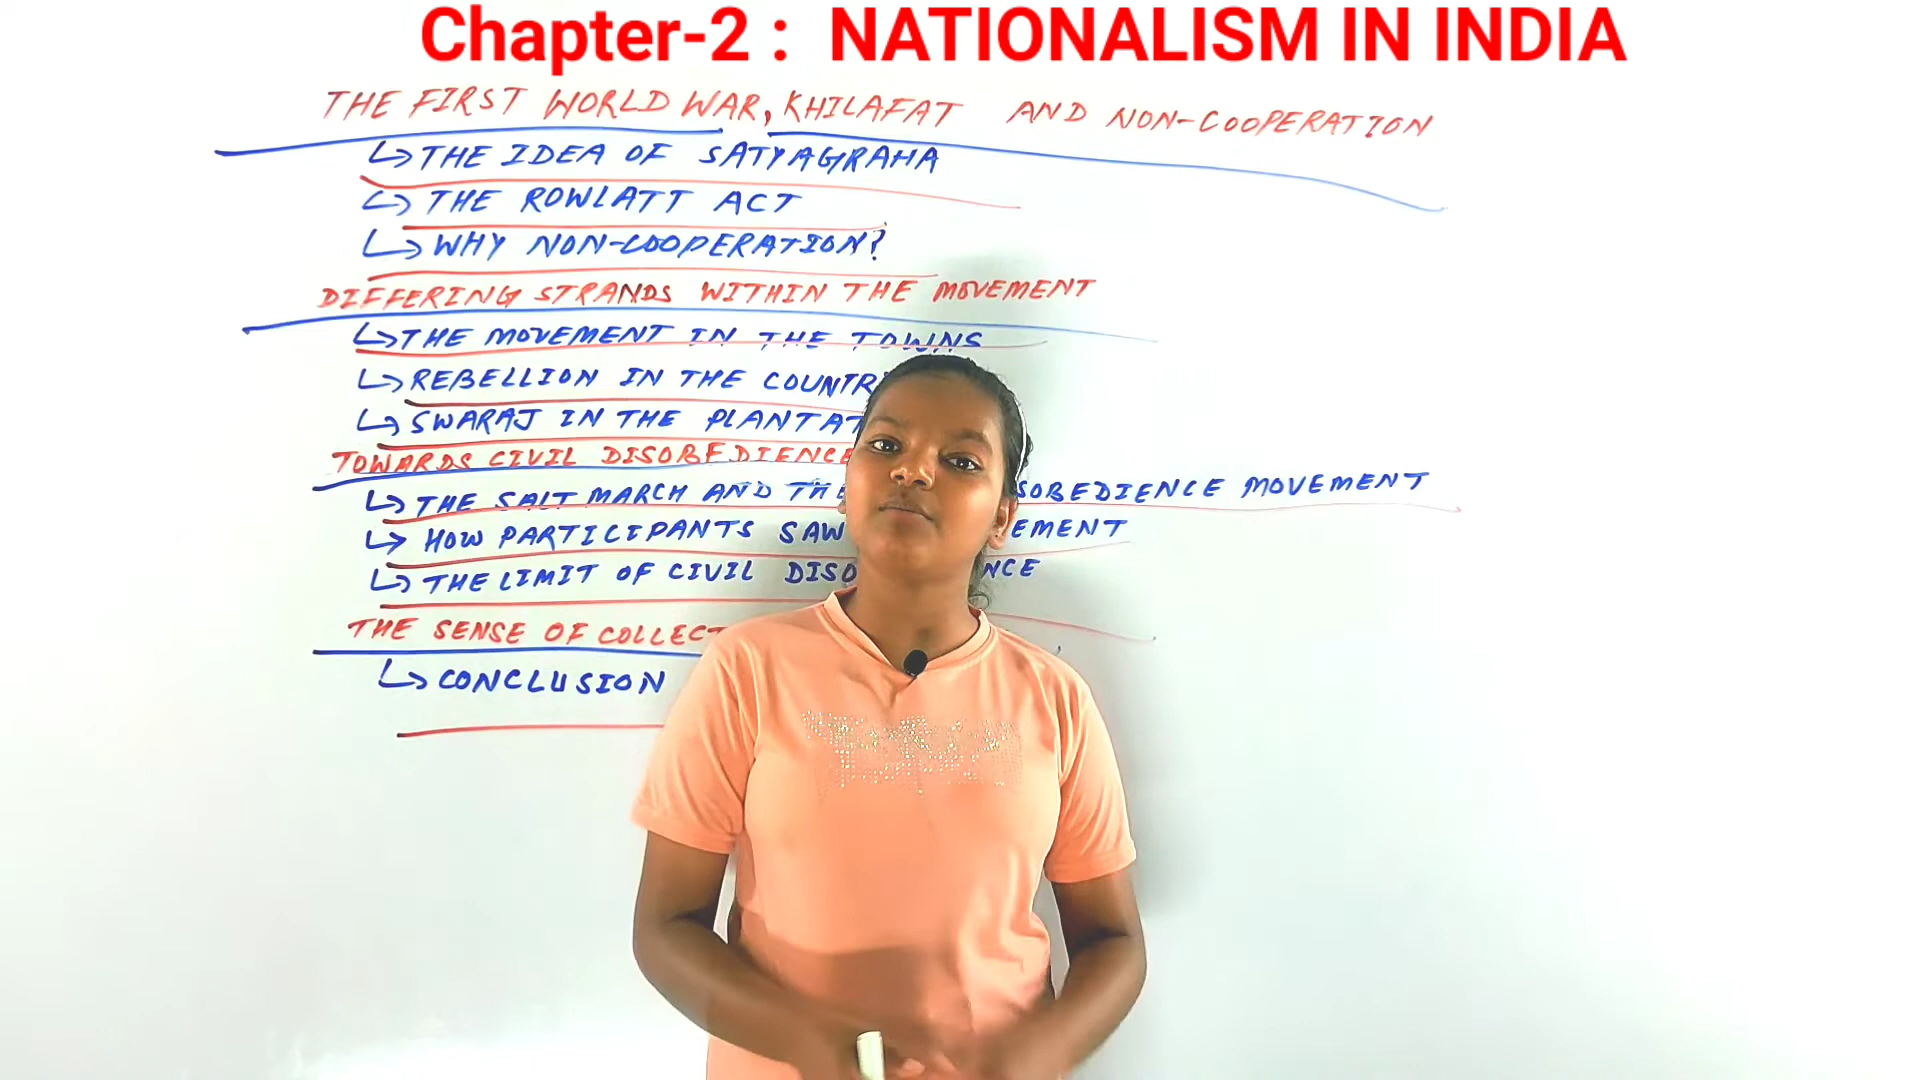 Chapter-2 : NATIONALISM IN INDIA
THE FIRST WORLD WAR, KHILAFAT AND NON-COOPERATION
↳ THE IDEA OF SATYAGRAHA
↳ THE ROWLATT ACT
↳ WHY NON-COOPERATION?
DIFFERING STRANDS WITHIN THE MOVEMENT
↳ THE MOVEMENT IN THE TOWNS
↳ REBELLION IN THE
↳ SWARAJ IN THE
TOWARDS CIVIL DISOBEDIENCE
↳ THE SALT MARCH AND THE MOVEMENT
↳ HOW PARTICIPANTS SAW
↳ THE LIMIT OF CIVIL
THE SENSE OF
↳ CONCLUSION